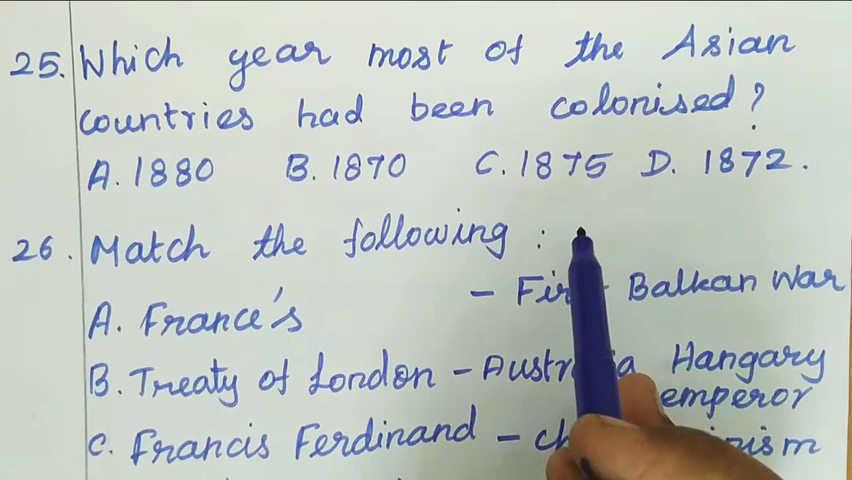 25. Which year most of the Asian
countries had been colonised?
A. 1880 B. 1870 C. 1875 D. 1872.
26. Match the following :
A. France's - Balkan War
B. Treaty of London - Hangary
emperor
C. Francis Ferdinand -